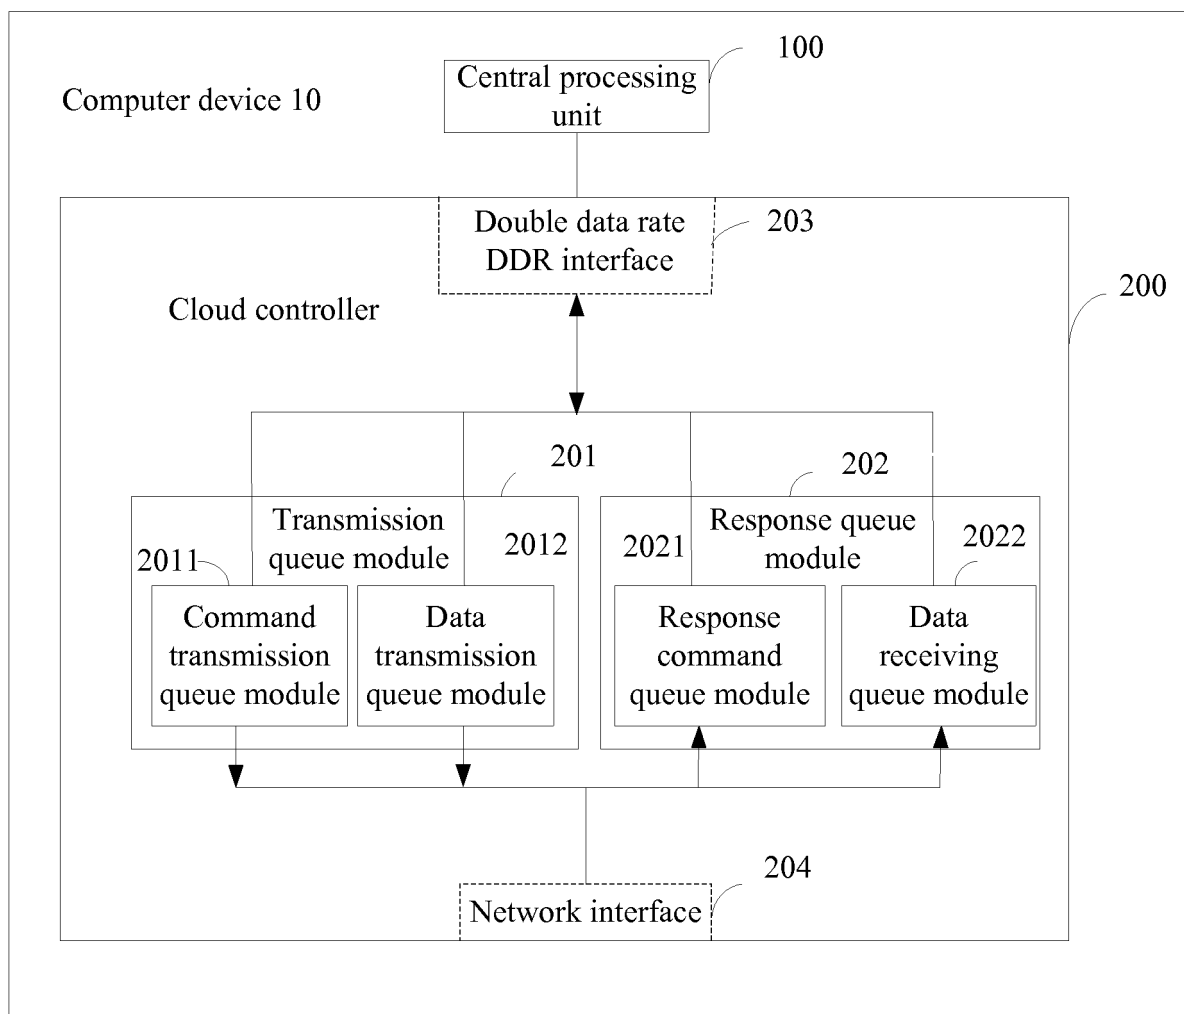 100
Central processing
unit
Computer device 10
Double data rate
DDR interface
203
200
Cloud controller
201
202
Transmission
queue module
2011
2012
Response queue
module
2021
2022
Command
transmission
queue module
Data
transmission
queue module
Response
command
queue module
Data
receiving
queue module
204
Network interface